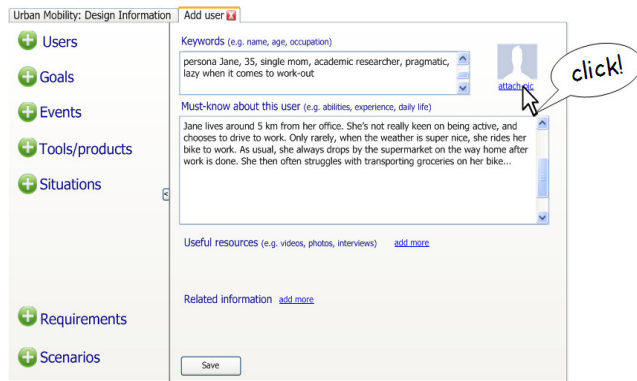 Urban Mobility: Design Information
Add user
Users
Goals
Events
Tools/products
Situations
<
Requirements
Scenarios
Keywords (e.g. name, age, occupation)
persona Jane, 35, single mom, academic researcher, pragmatic,
lazy when it comes to work-out
attach pic
click!
Must-know about this user (e.g. abilities, experience, daily life)
Jane lives around 5 km from her office. She's not really keen on being active, and
chooses to drive to work. Only rarely, when the weather is super nice, she rides her
bike to work. As usual, she always drops by the supermarket on the way home after
work is done. She then often struggles with transporting groceries on her bike...
Useful resources (e.g. videos, photos, interviews) add more
Related information add more
Save